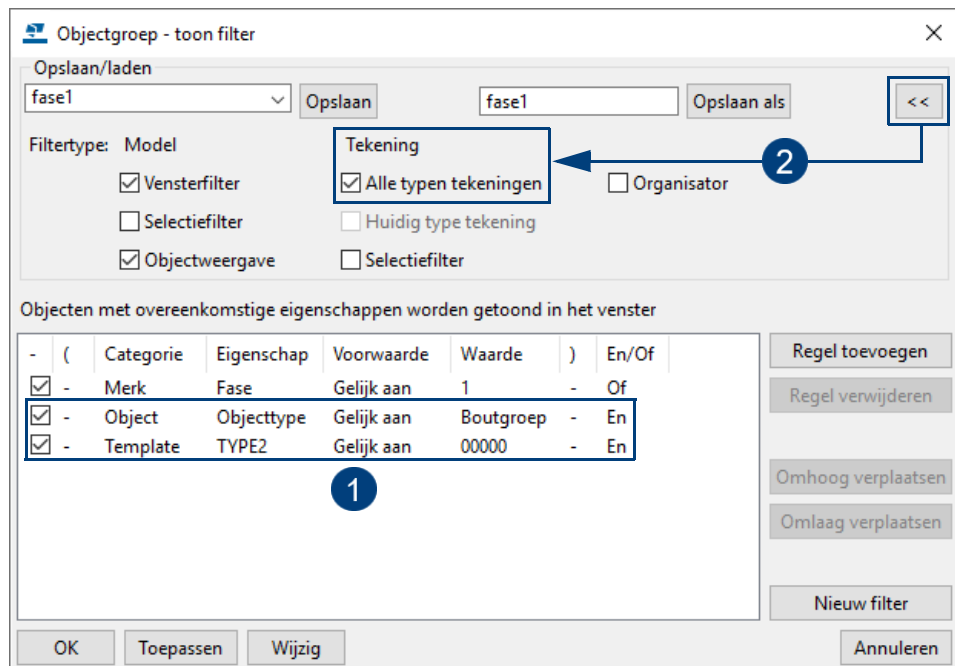 Objectgroep - toon filter
Opslaan/laden
fase1 Opslaan fase1 Opslaan als <<
Filtertype: Model Tekening
2
Vensterfilter Alle typen tekeningen Organisator
Selectiefilter Huidig type tekening
Objectweergave Selectiefilter
Objecten met overeenkomstige eigenschappen worden getoond in het venster
- ( Categorie Eigenschap Voorwaarde Waarde ) En/Of Regel toevoegen
- Merk Fase Gelijk aan 1 - Of Regel verwijderen
- Object Objecttype Gelijk aan Boutgroep - En
- Template TYPE2 Gelijk aan 00000 - En
1
Omhoog verplaatsen
Omlaag verplaatsen
Nieuw filter
OK Toepassen Wijzig Annuleren